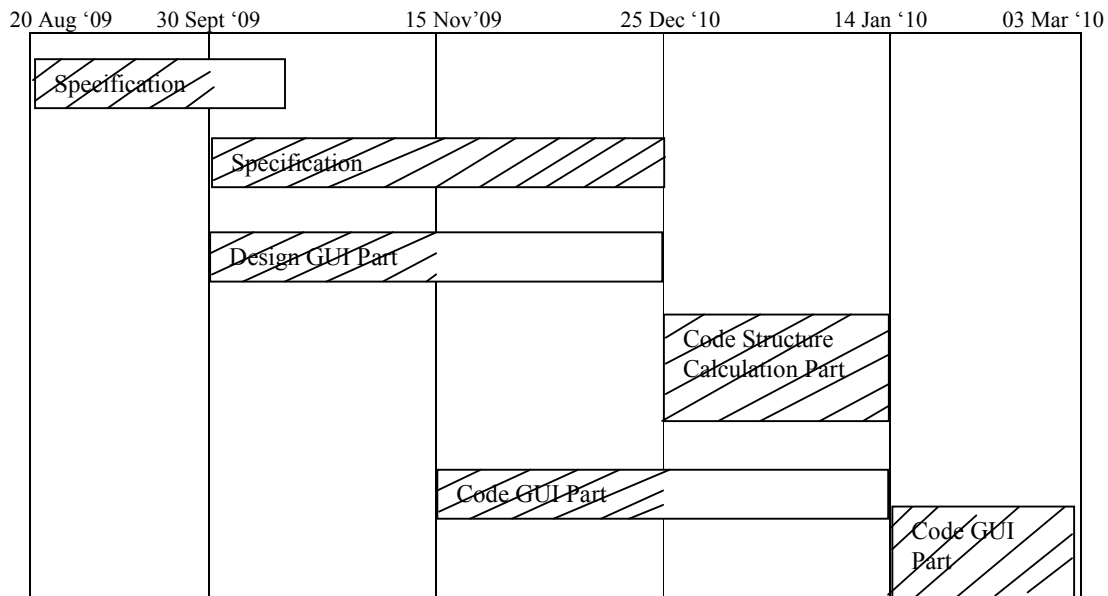 20 Aug ‘09 30 Sept ‘09 15 Nov’09 25 Dec ‘10 14 Jan ‘10 03 Mar ‘10
Specification
Specification
Design GUI Part
Code Structure
Calculation Part
Code GUI Part
Code GUI
Part